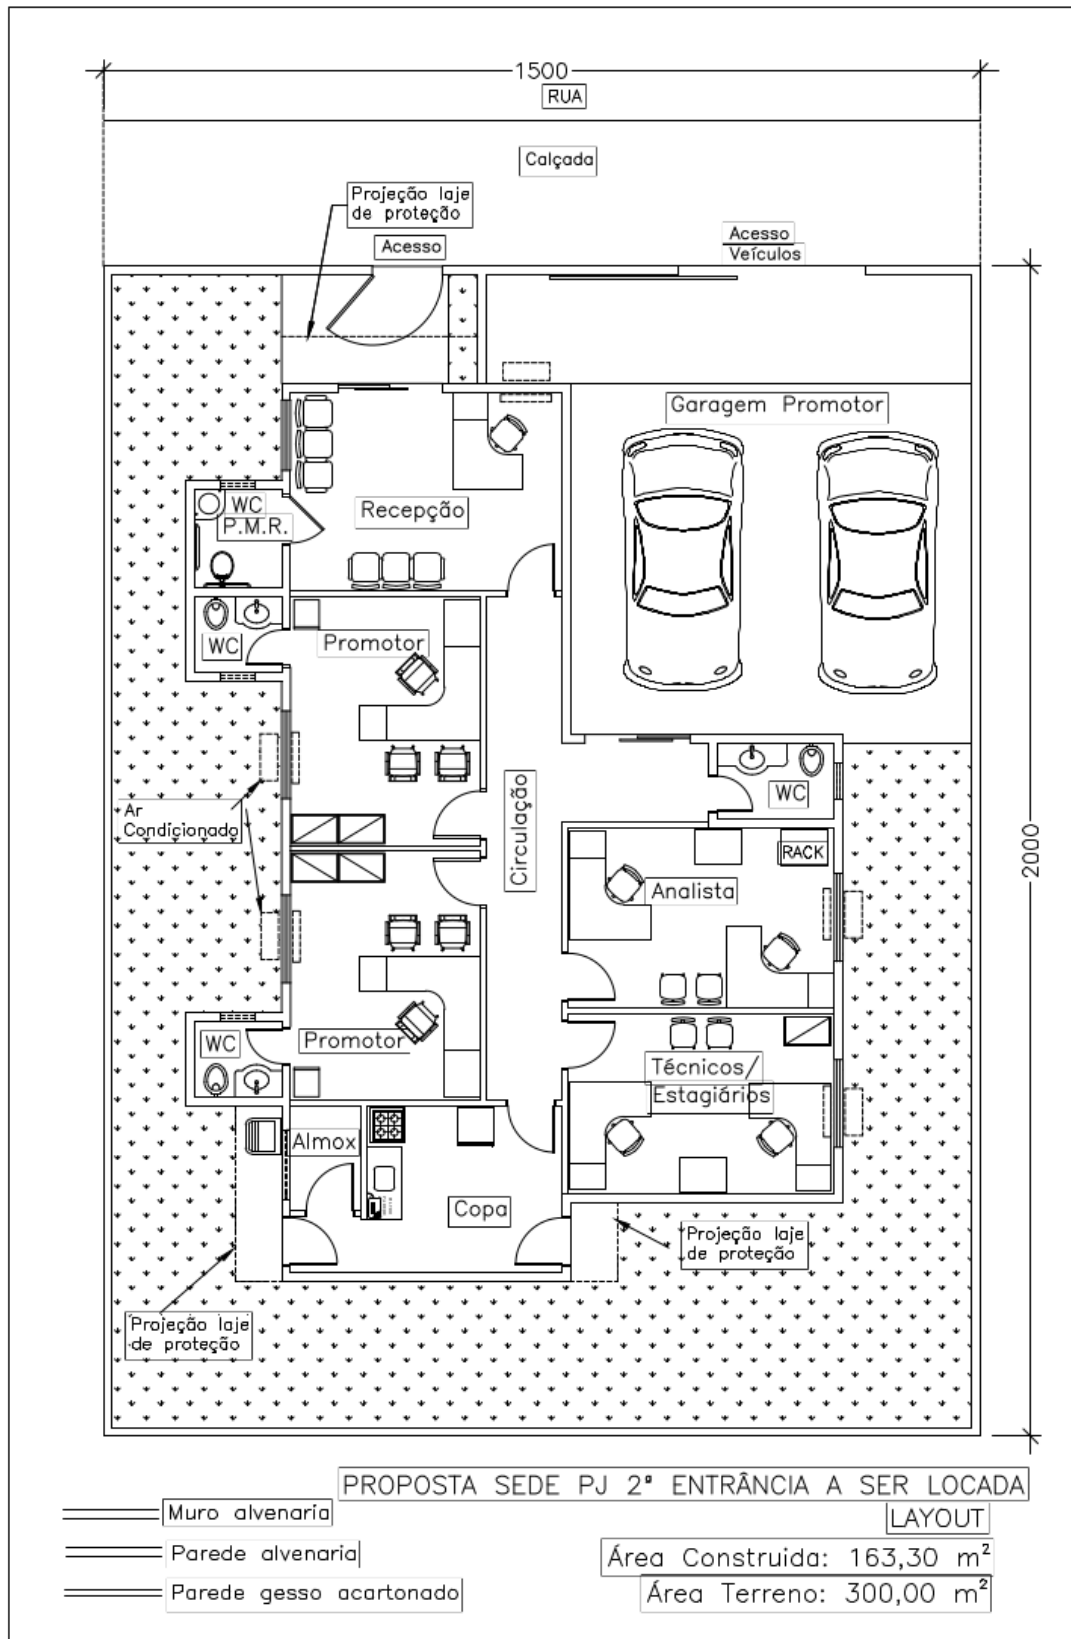 1500
RUA
Calçada
Projeção laje
de proteção
Acesso
Acesso
Veículos
Garagem Promotor
WC
P.M.R.
Recepção
WC
Promotor
Ar
Condicionado
Circulação
WC
RACK
Analista
2000
WC
Promotor
Técnicos/
Estagiários
Almox
Copa
Projeção laje
de proteção
Projeção laje
de proteção
PROPOSTA SEDE PJ 2ª ENTRÂNCIA A SER LOCADA
Muro alvenaria
LAYOUT
Parede alvenaria
Área Construida: 163,30 m²
Parede gesso acartonado
Área Terreno: 300,00 m²